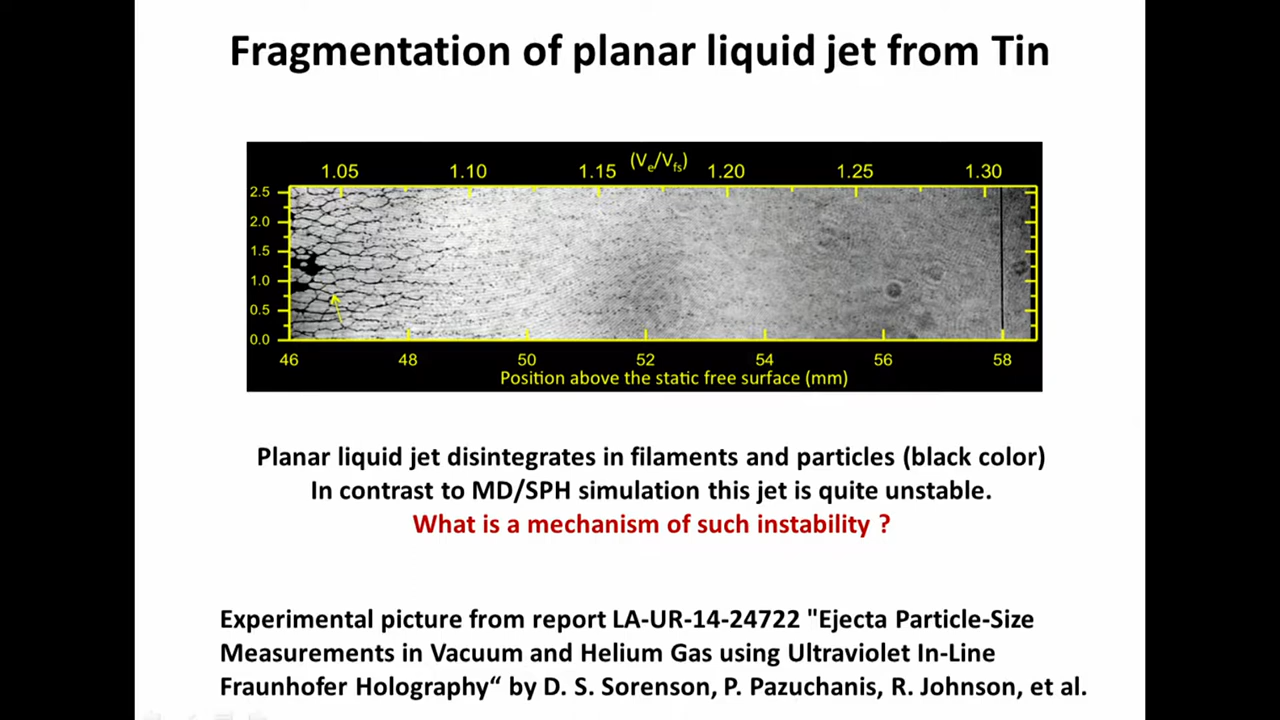 Fragmentation of planar liquid jet from Tin
(Ve/Vfs)
1.05 1.10 1.15 1.20 1.25 1.30
2.5
2.0
1.5
1.0
0.5
0.0
46 48 50 52 54 56 58
Position above the static free surface (mm)
Planar liquid jet disintegrates in filaments and particles (black color)
In contrast to MD/SPH simulation this jet is quite unstable.
What is a mechanism of such instability ?
Experimental picture from report LA-UR-14-24722 "Ejecta Particle-Size
Measurements in Vacuum and Helium Gas using Ultraviolet In-Line
Fraunhofer Holography“ by D. S. Sorenson, P. Pazuchanis, R. Johnson, et al.